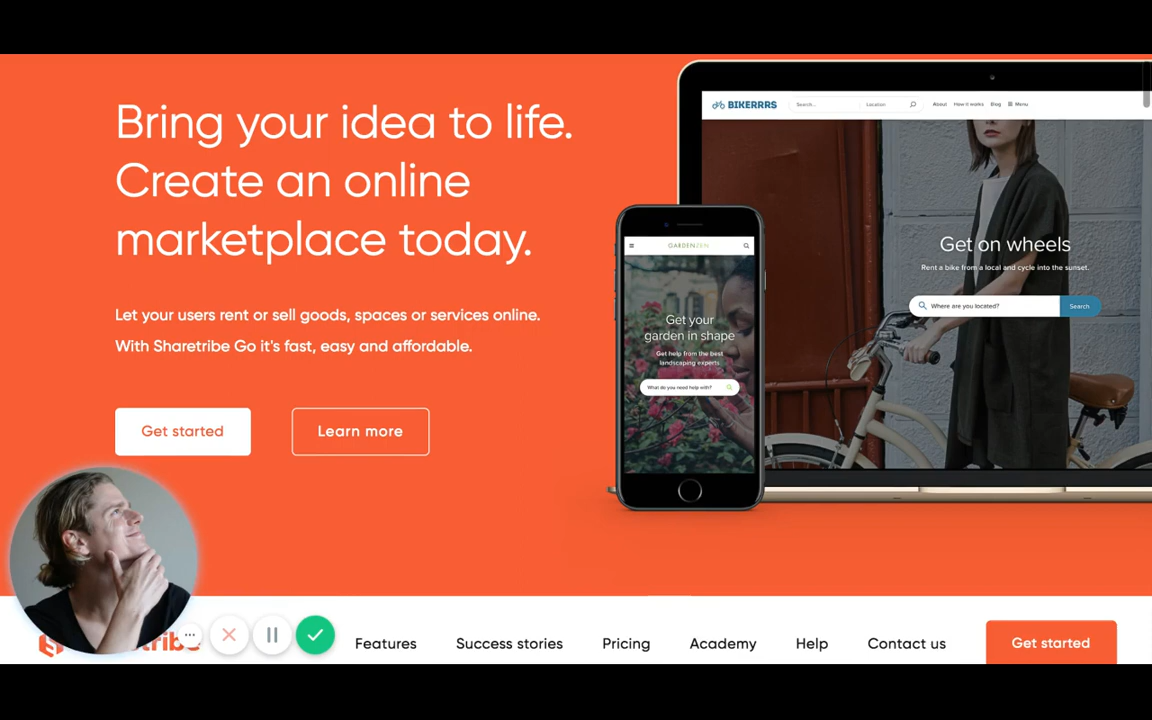 Bring your idea to life.
Create an online
marketplace today.
Let your users rent or sell goods, spaces or services online.
With Sharetribe Go it's fast, easy and affordable.
Get started
Learn more
BIKERRRS
Search...
Location
About
How it works
Blog
Menu
Get on wheels
Rent a bike from a local and cycle into the sunset.
Where are you located?
Search
GARDENZEN
Get your
garden in shape
Get help from the best
landscaping experts
What do you need help with?
Features
Success stories
Pricing
Academy
Help
Contact us
Get started